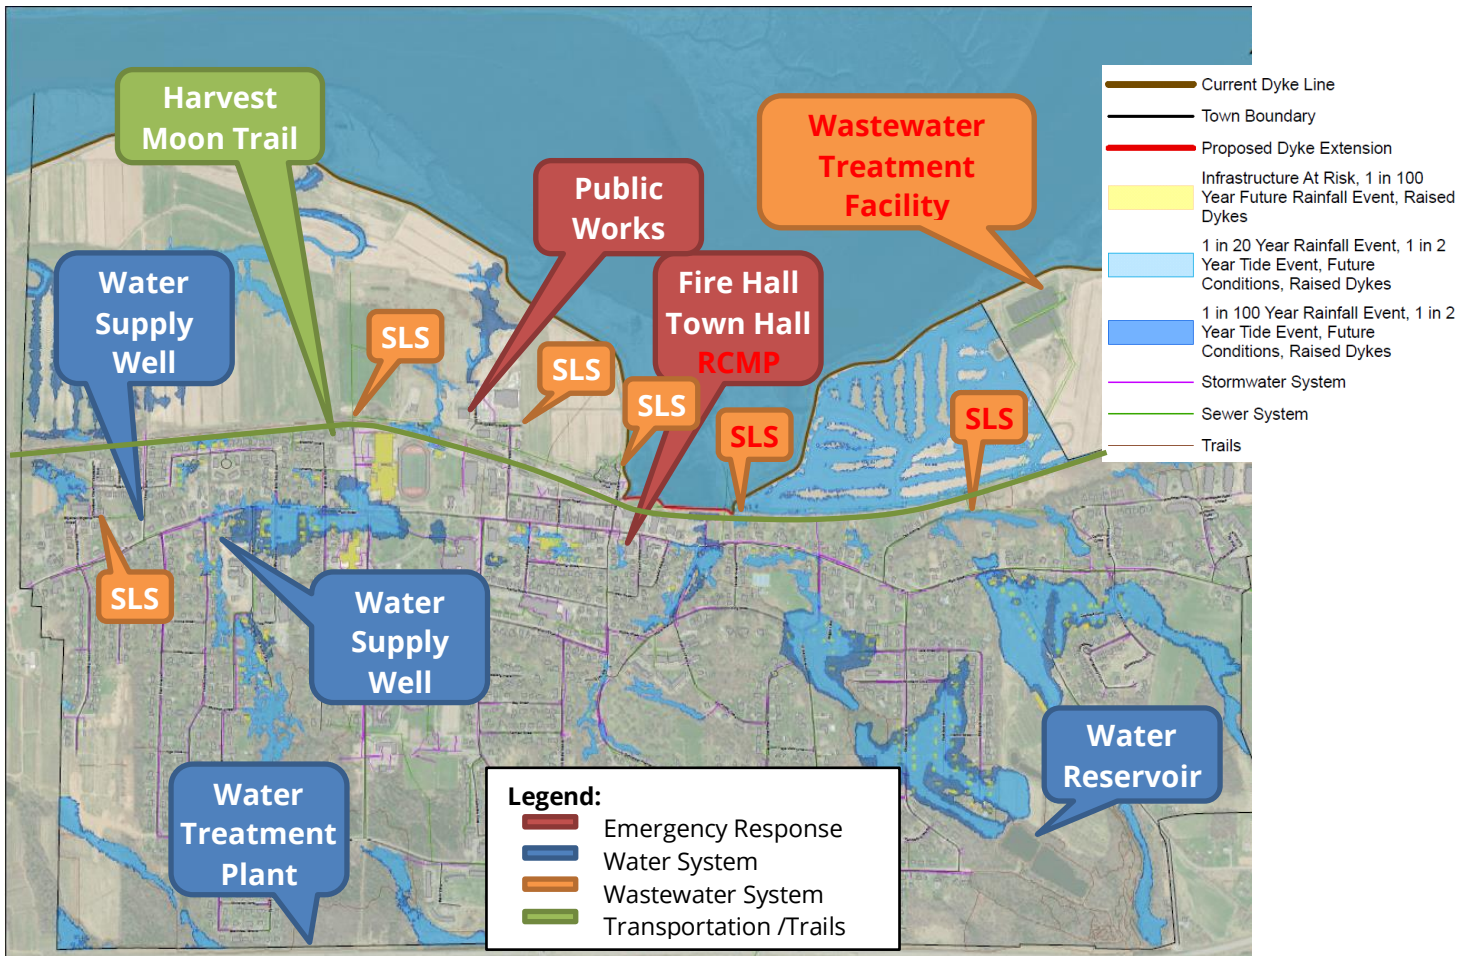 Harvest
Moon Trail
Public
Works
Wastewater
Treatment
Facility
Current Dyke Line
Town Boundary
Proposed Dyke Extension
Infrastructure At Risk, 1 in 100
Year Future Rainfall Event, Raised
Dykes
1 in 20 Year Rainfall Event, 1 in 2
Year Tide Event, Future
Conditions, Raised Dykes
1 in 100 Year Rainfall Event, 1 in 2
Year Tide Event, Future
Conditions, Raised Dykes
Stormwater System
Sewer System
Trails
Water
Supply
Well
SLS
SLS
Fire Hall
Town Hall
RCMP
SLS
SLS
SLS
SLS
Water
Supply
Well
Water
Treatment
Plant
Water
Reservoir
Legend:
Emergency Response
Water System
Wastewater System
Transportation /Trails